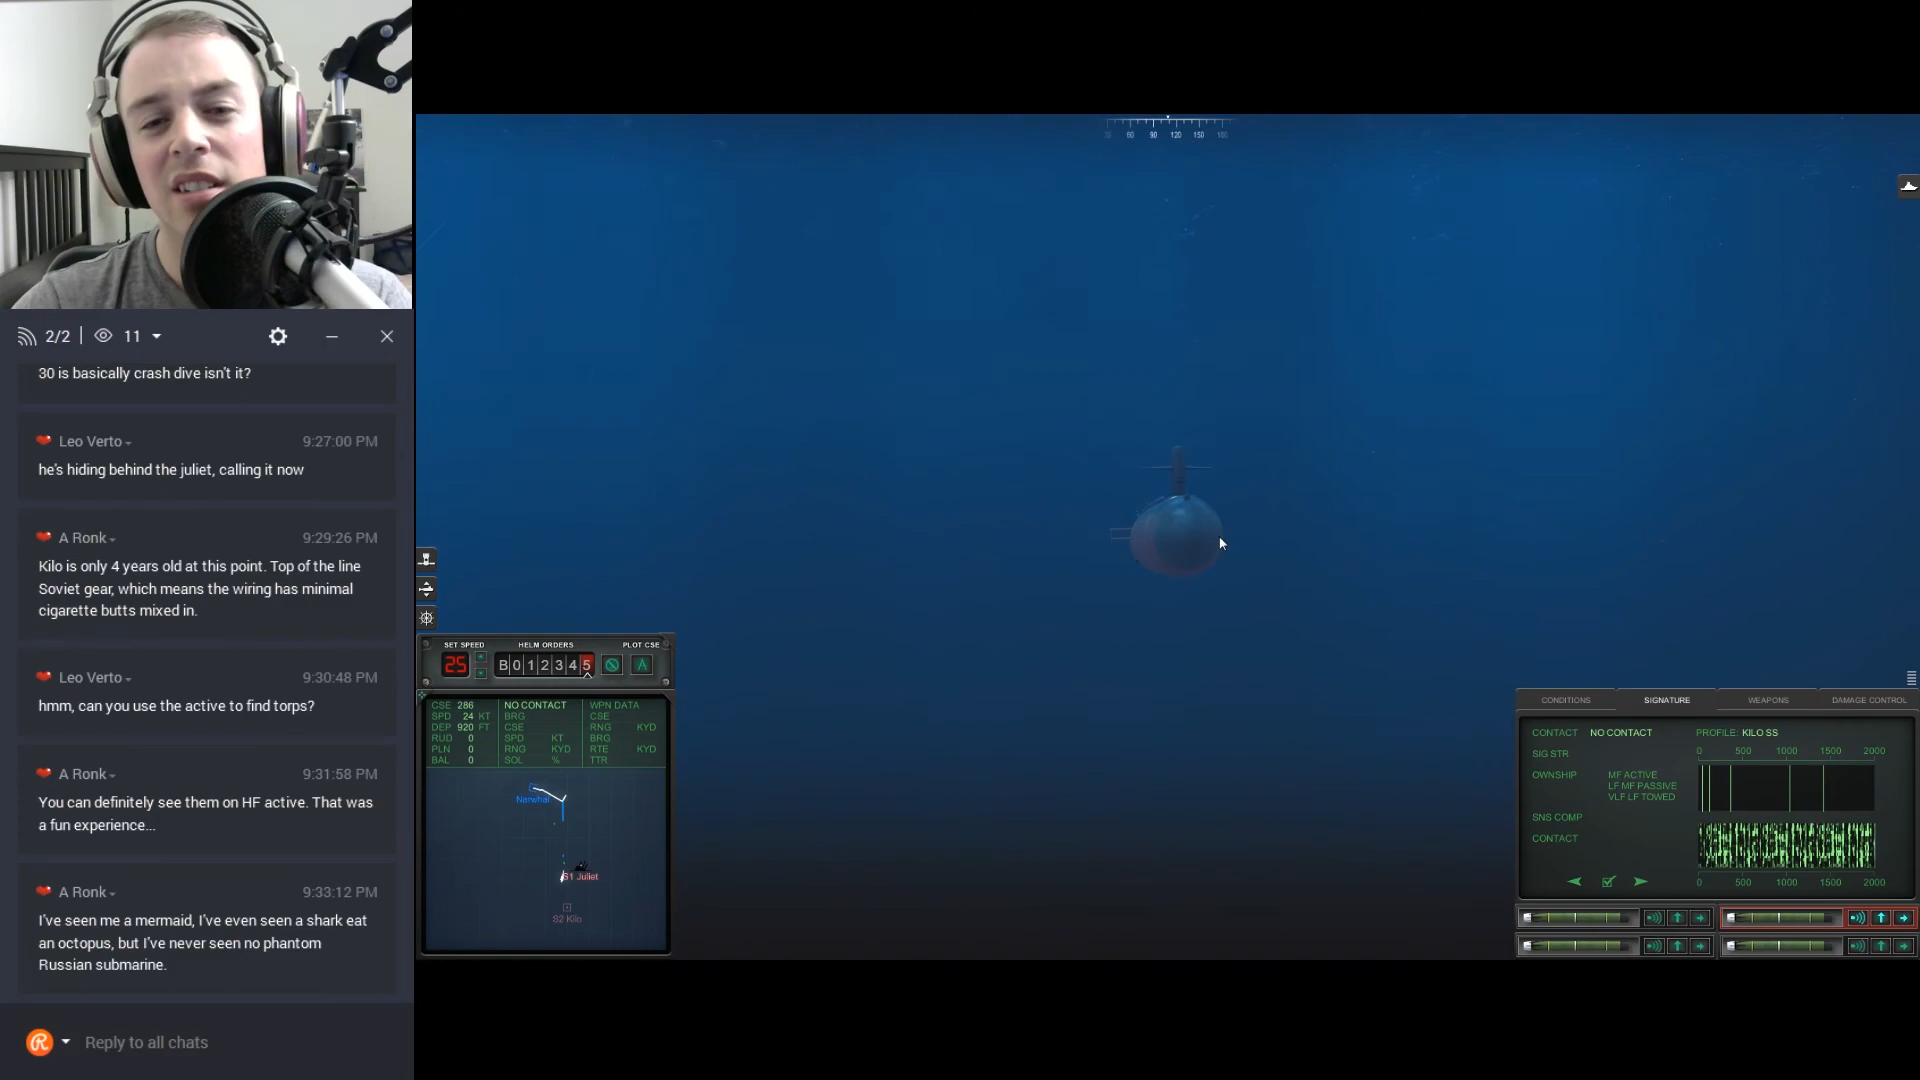 2/2
11
30 is basically crash dive isn't it?
Leo Verto
9:27:00 PM
he's hiding behind the juliet, calling it now
A Ronk
9:29:26 PM
Kilo is only 4 years old at this point. Top of the line
Soviet gear, which means the wiring has minimal
cigarette butts mixed in.
Leo Verto
9:30:48 PM
hmm, can you use the active to find torps?
A Ronk
9:31:58 PM
You can definitely see them on HF active. That was
a fun experience...
A Ronk
9:33:12 PM
I've seen me a mermaid, I've even seen a shark eat
an octopus, but I've never seen no phantom
Russian submarine.
Reply to all chats
60 90 120 150 180
SET SPEED HELM ORDERS PLOT CSE
25 B 0 1 2 3 4 5 A
CSE 286 NO CONTACT WPN DATA
SPD 24 KT BRG CSE
DEP 920 FT CSE RNG KYD
RUD 0 SPD KT BRG
PLN 0 RNG KYD RTE KYD
BAL 0 SOL % TTR
Narwhal
S1 Juliet
S2 Kilo
CONDITIONS SIGNATURE WEAPONS DAMAGE CONTROL
CONTACT NO CONTACT PROFILE: KILO SS
SIG STR 0 500 1000 1500 2000
OWNSHIP MF ACTIVE
LF MF PASSIVE
VLF LF TOWED
SNS COMP
CONTACT
0 500 1000 1500 2000